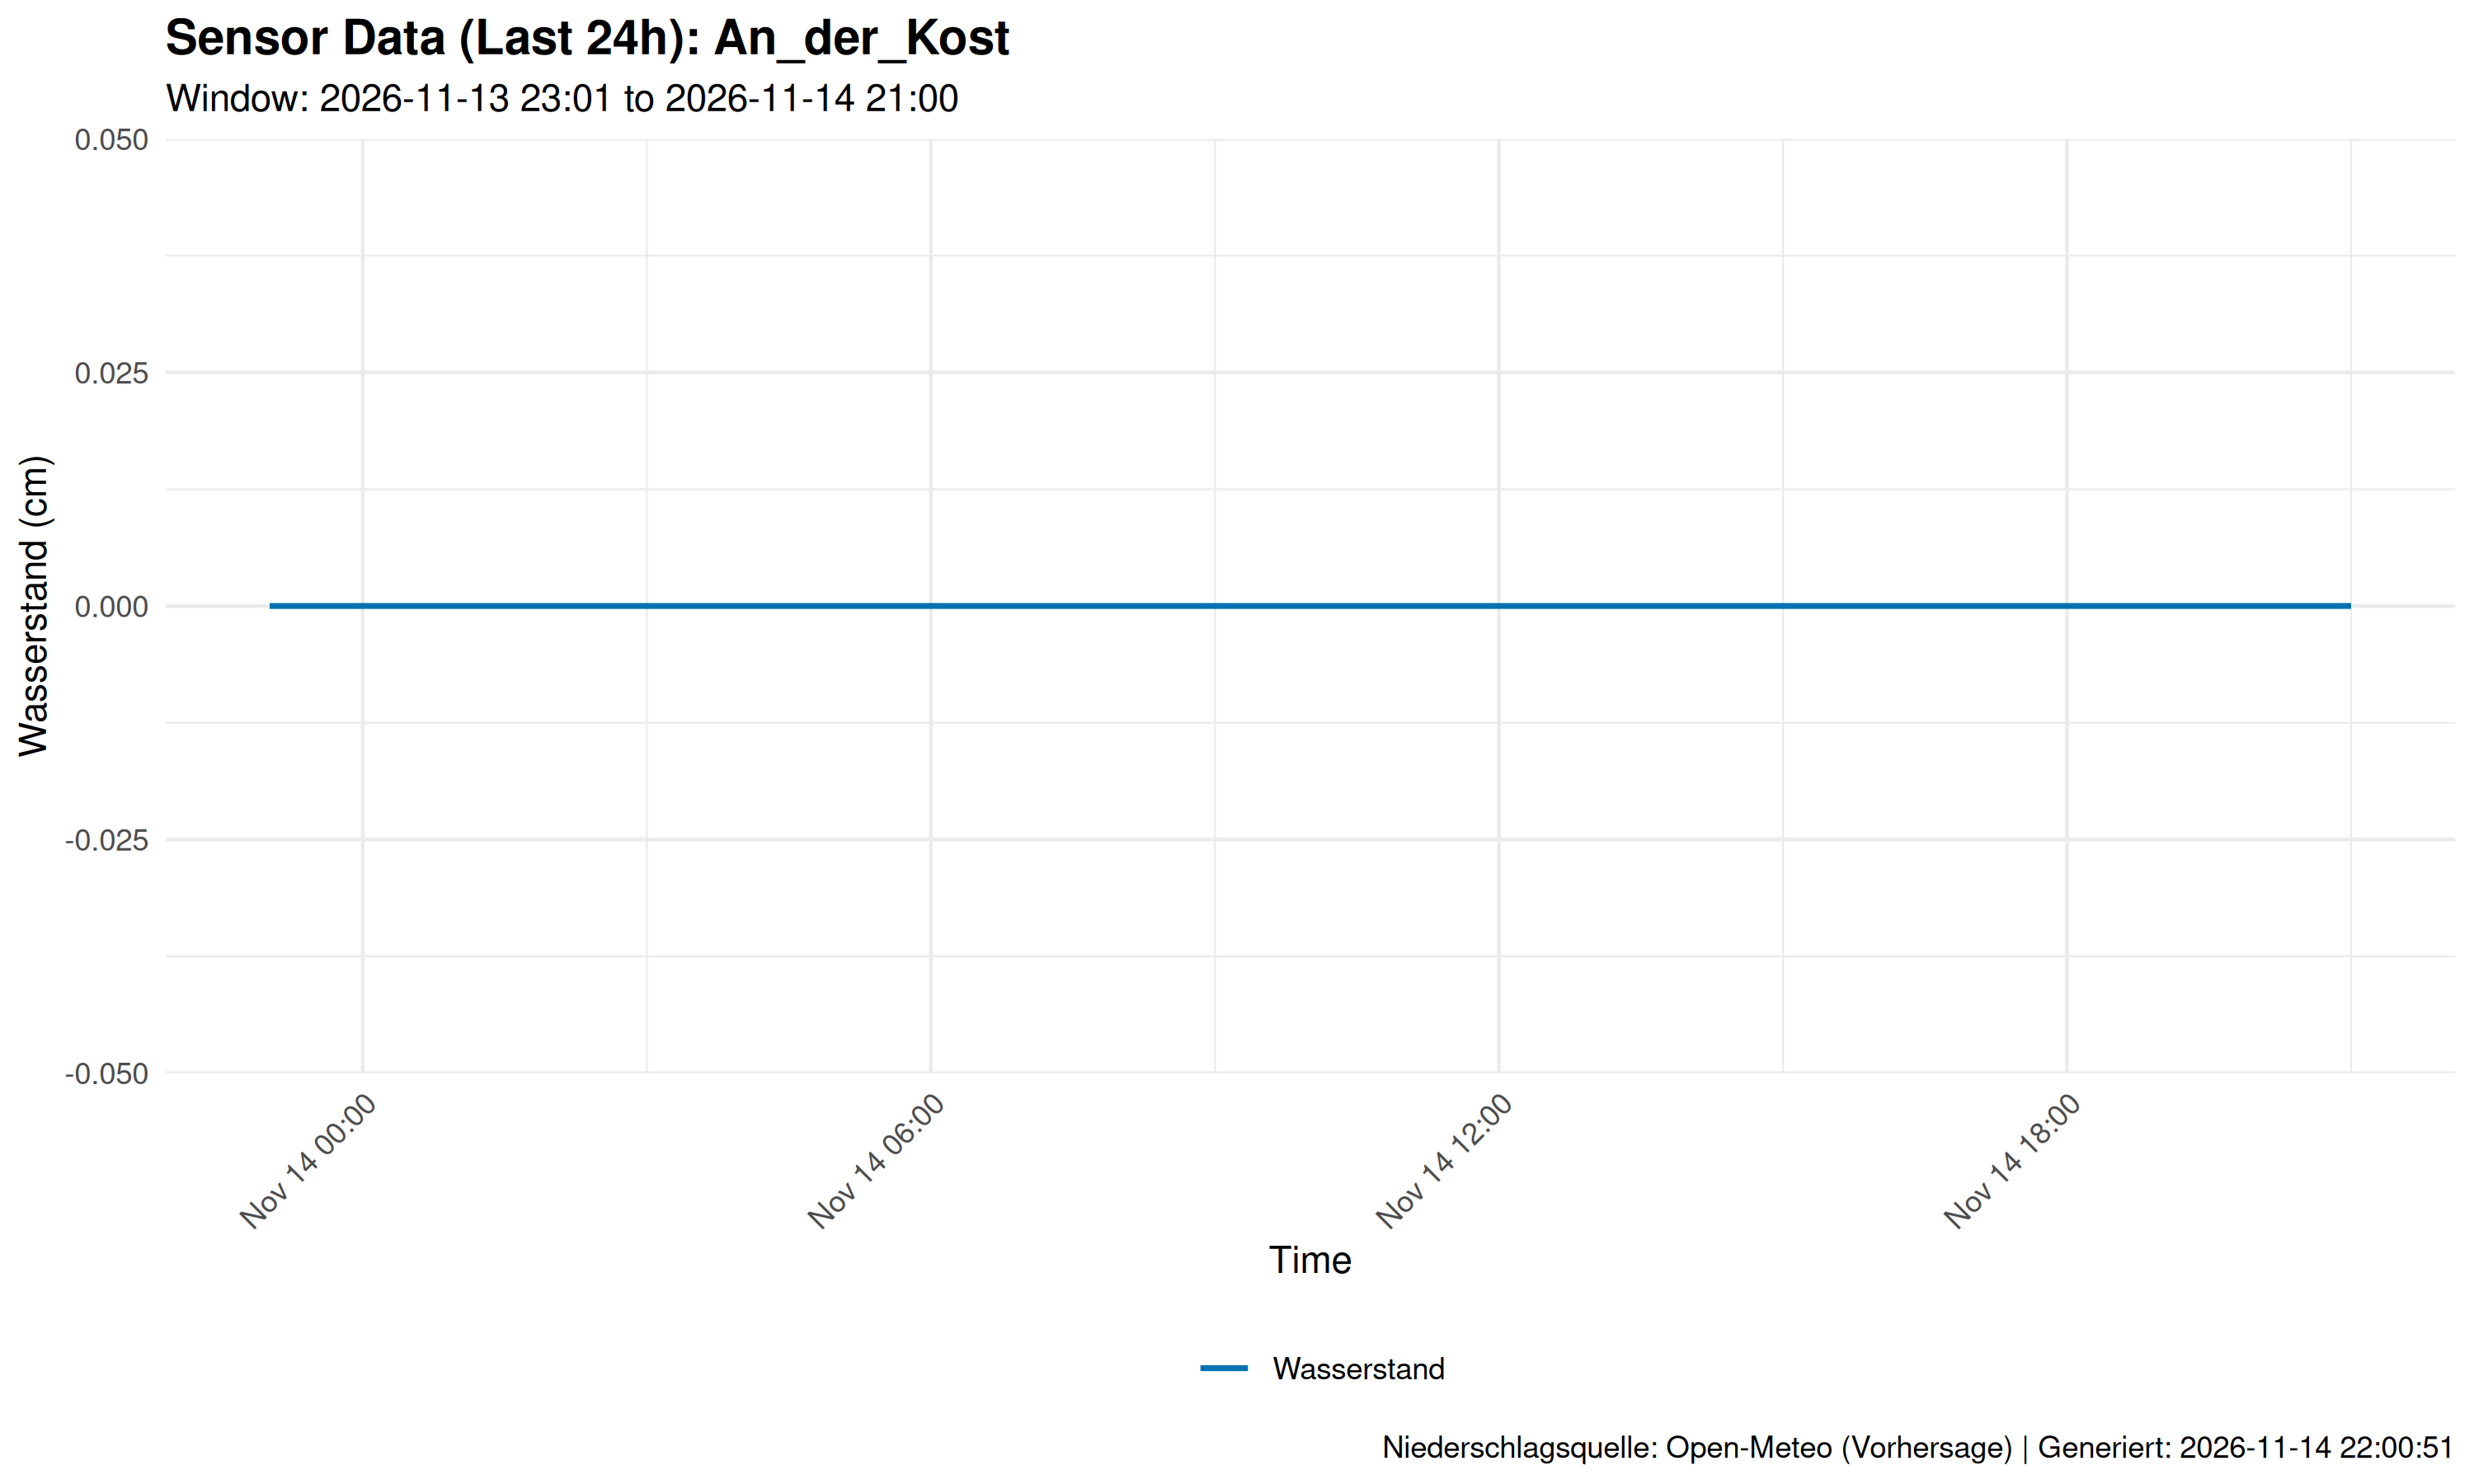 Sensor Data (Last 24h): An_der_Kost
Window: 2026-11-13 23:01 to 2026-11-14 21:00
Wasserstand (cm)
0.050
0.025
0.000
-0.025
-0.050
Nov 14 00:00
Nov 14 06:00
Nov 14 12:00
Nov 14 18:00
Time
Wasserstand
Niederschlagsquelle: Open-Meteo (Vorhersage) | Generiert: 2026-11-14 22:00:51